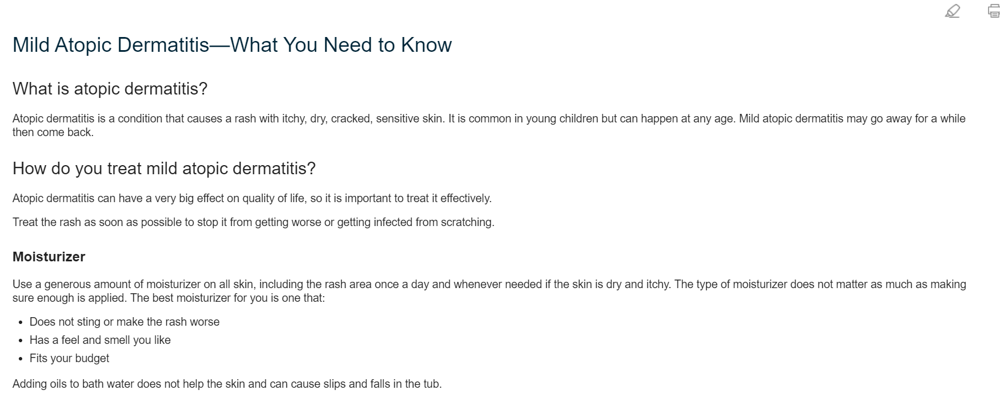 Mild Atopic Dermatitis—What You Need to Know
What is atopic dermatitis?
Atopic dermatitis is a condition that causes a rash with itchy, dry, cracked, sensitive skin. It is common in young children but can happen at any age. Mild atopic dermatitis may go away for a while
then come back.
How do you treat mild atopic dermatitis?
Atopic dermatitis can have a very big effect on quality of life, so it is important to treat it effectively.
Treat the rash as soon as possible to stop it from getting worse or getting infected from scratching.
Moisturizer
Use a generous amount of moisturizer on all skin, including the rash area once a day and whenever needed if the skin is dry and itchy. The type of moisturizer does not matter as much as making
sure enough is applied. The best moisturizer for you is one that:
• Does not sting or make the rash worse
• Has a feel and smell you like
• Fits your budget
Adding oils to bath water does not help the skin and can cause slips and falls in the tub.